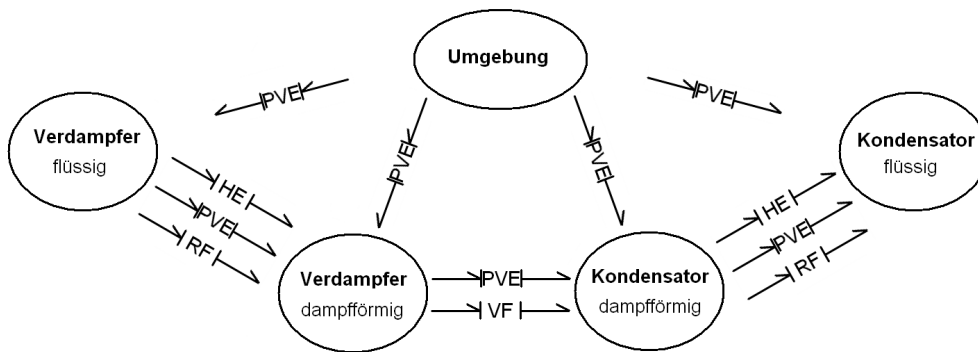 Umgebung
PVE
PVE
Verdampfer
flüssig
Kondensator
flüssig
PVE
PVE
HE
PVE
RF
HE
PVE
RF
Verdampfer
dampfförmig
PVE
VF
Kondensator
dampfförmig